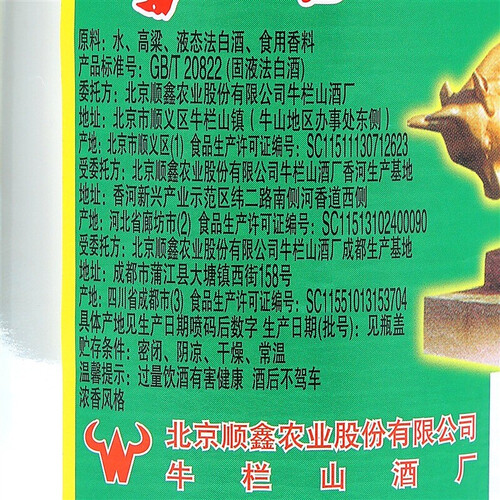 原料：水、高粱、液态法白酒、食用香料
产品标准号：GB/T 20822 (固液法白酒)
委托方：北京顺鑫农业股份有限公司牛栏山酒厂
地址：北京市顺义区牛栏山镇（牛山地区办事处东侧）
产地：北京市顺义区(1) 食品生产许可证编号：SC11511130712623
受委托方：北京顺鑫农业股份有限公司牛栏山酒厂香河生产基地
地址：香河新兴产业示范区纬二路南侧河香道西侧
产地：河北省廊坊市(2) 食品生产许可证编号：SC11513102400090
受委托方：北京顺鑫农业股份有限公司牛栏山酒厂成都生产基地
地址：成都市蒲江县大塘镇西街158号
产地：四川省成都市(3) 食品生产许可证编号：SC11551013153704
具体产地见生产日期喷码后数字 生产日期(批号)：见瓶盖
贮存条件：密闭、阴凉、干燥、常温
温馨提示：过量饮酒有害健康 酒后不驾车
浓香风格
北京顺鑫农业股份有限公司
牛栏山酒厂